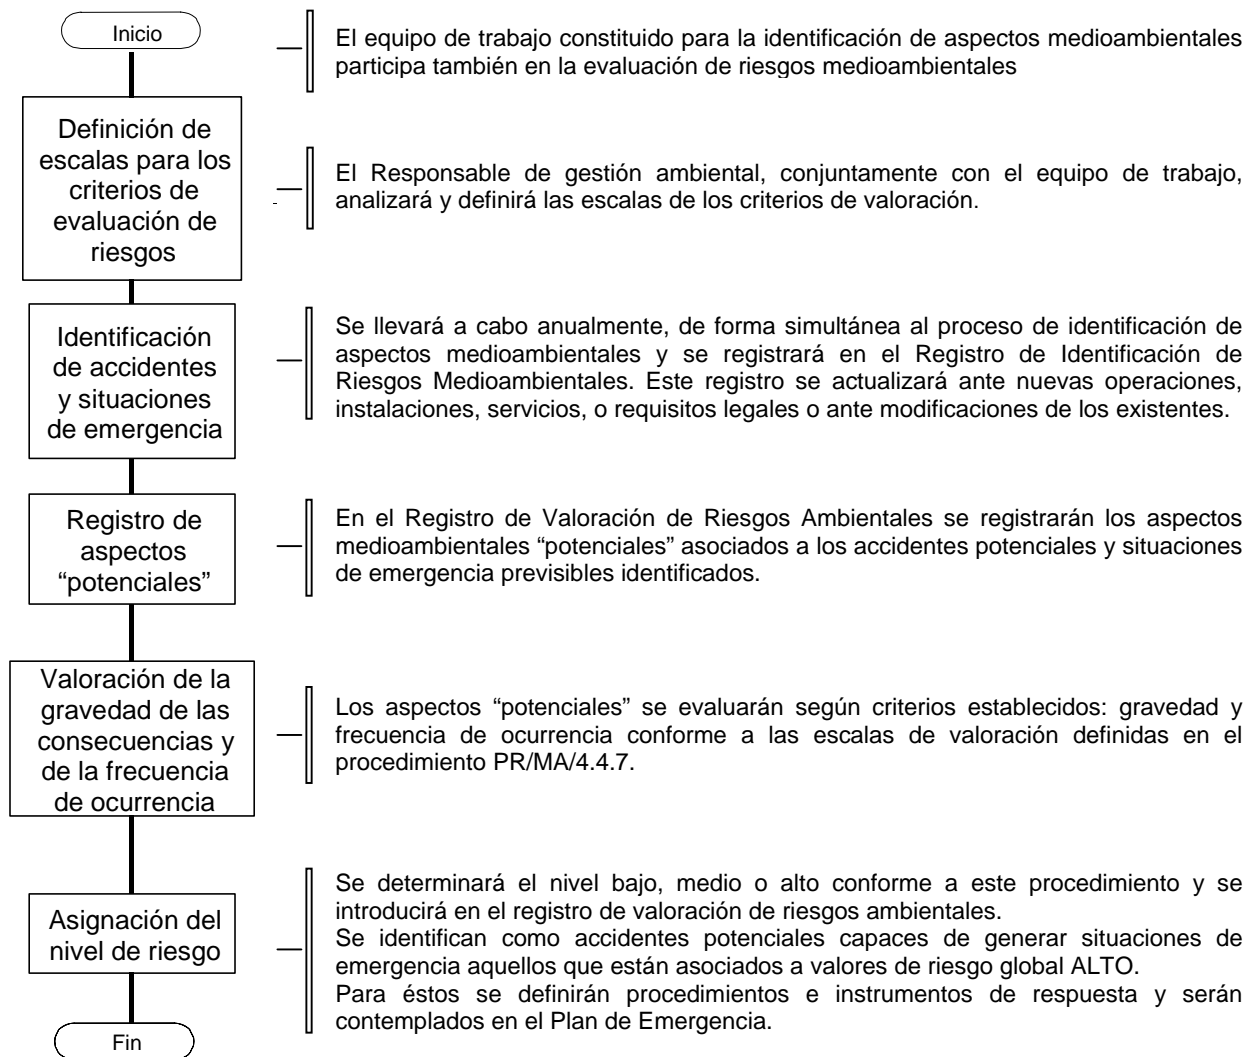 Inicio
El equipo de trabajo constituido para la identificación de aspectos medioambientales
participa también en la evaluación de riesgos medioambientales
Definición de
escalas para los
criterios de
evaluación de
riesgos
El Responsable de gestión ambiental, conjuntamente con el equipo de trabajo,
analizará y definirá las escalas de los criterios de valoración.
Identificación
de accidentes
y situaciones
de emergencia
Se llevará a cabo anualmente, de forma simultánea al proceso de identificación de
aspectos medioambientales y se registrará en el Registro de Identificación de
Riesgos Medioambientales. Este registro se actualizará ante nuevas operaciones,
instalaciones, servicios, o requisitos legales o ante modificaciones de los existentes.
Registro de
aspectos
“potenciales”
En el Registro de Valoración de Riesgos Ambientales se registrarán los aspectos
medioambientales “potenciales” asociados a los accidentes potenciales y situaciones
de emergencia previsibles identificados.
Valoración de la
gravedad de las
consecuencias y
de la frecuencia
de ocurrencia
Los aspectos “potenciales” se evaluarán según criterios establecidos: gravedad y
frecuencia de ocurrencia conforme a las escalas de valoración definidas en el
procedimiento PR/MA/4.4.7.
Asignación del
nivel de riesgo
Se determinará el nivel bajo, medio o alto conforme a este procedimiento y se
introducirá en el registro de valoración de riesgos ambientales.
Se identifican como accidentes potenciales capaces de generar situaciones de
emergencia aquellos que están asociados a valores de riesgo global ALTO.
Para éstos se definirán procedimientos e instrumentos de respuesta y serán
contemplados en el Plan de Emergencia.
Fin